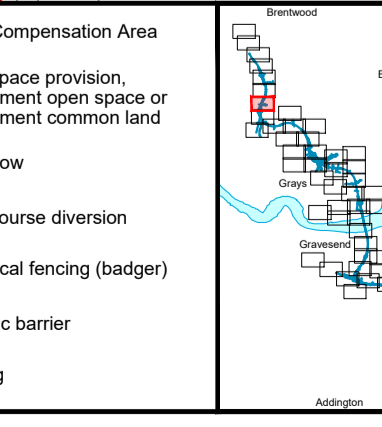 Compensation Area
pace provision,
ment open space or
ment common land
ow
ourse diversion
cal fencing (badger)
c barrier
g
Brentwood
Grays
Gravesend
Addington